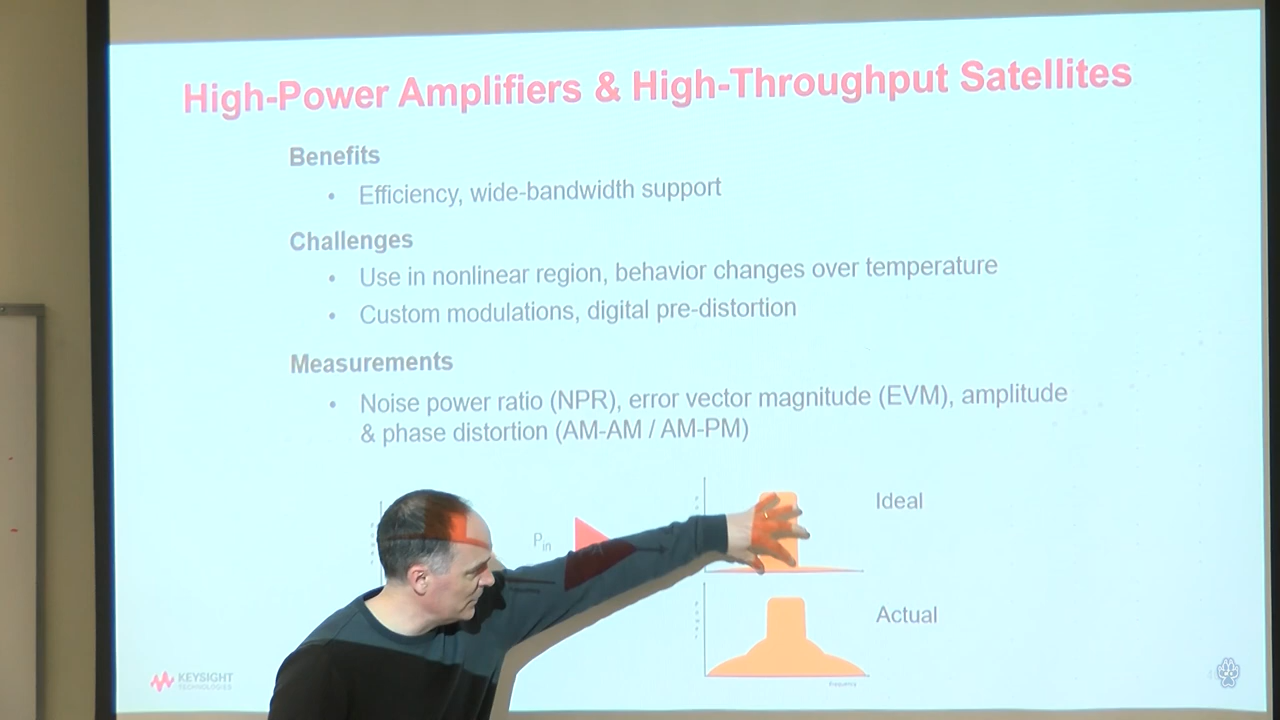 High-Power Amplifiers & High-Throughput Satellites
Benefits
• Efficiency, wide-bandwidth support
Challenges
• Use in nonlinear region, behavior changes over temperature
• Custom modulations, digital pre-distortion
Measurements
• Noise power ratio (NPR), error vector magnitude (EVM), amplitude
& phase distortion (AM-AM / AM-PM)
Ideal
Pin
Actual
Frequency
KEYSIGHT
TECHNOLOGIES